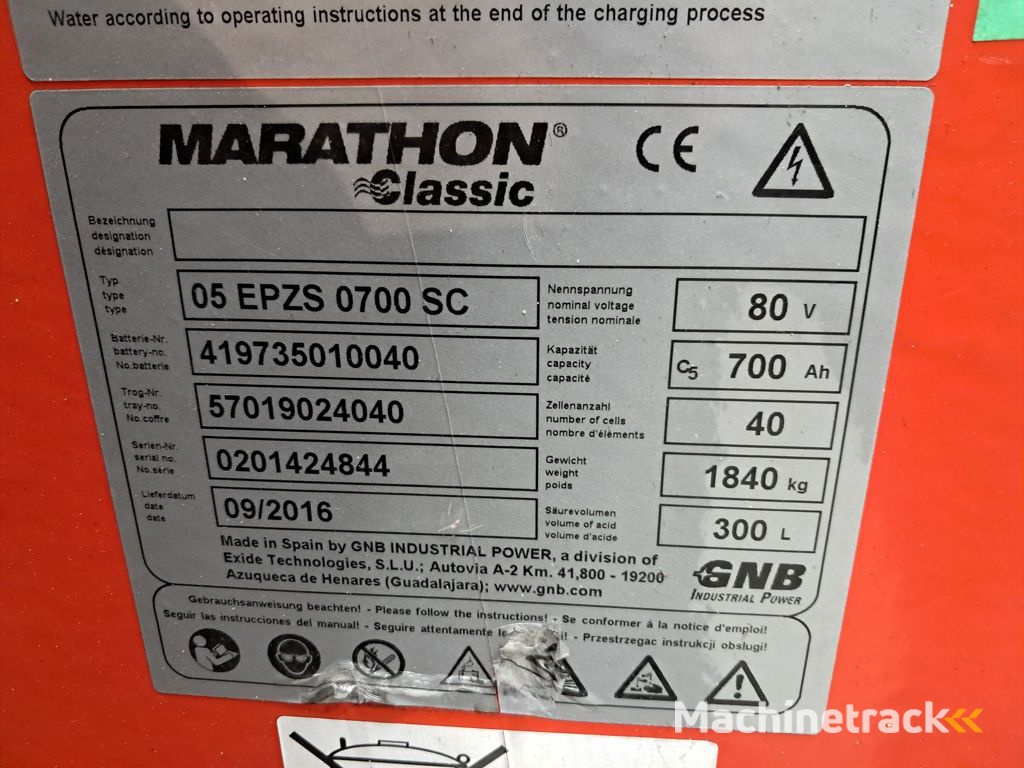 Water according to operating instructions at the end of the charging process
MARATHON®
Classic
CE
Bezeichnung
designation
désignation
Typ
type
type
05 EPZS 0700 SC
Nennspannung
nominal voltage
tension nominale
80 V
Batterie-Nr.
battery-no.
No.batterie
419735010040
Kapazität
capacity
capacité
C5 700 Ah
Trog-Nr.
tray-no.
No.coffre
57019024040
Zellenanzahl
number of cells
nombre d'éléments
40
Serien-Nr.
serial no.
No.série
0201424844
Gewicht
weight
poids
1840 kg
Lieferdatum
date
date
09/2016
Säurevolumen
volume of acid
volume d'acide
300 L
Made in Spain by GNB INDUSTRIAL POWER, a division of
Exide Technologies, S.L.U.; Autovia A-2 Km. 41,800 - 19200
Azuqueca de Henares (Guadalajara); www.gnb.com
GNB
INDUSTRIAL POWER
Gebrauchsanweisung beachten! - Please follow the instructions! - Se conformer à la notice d'emploi!
Seguir las instrucciones del manual! - Seguire attentamente - Przestrzegac instrukcji obslugi!
Machinetrack